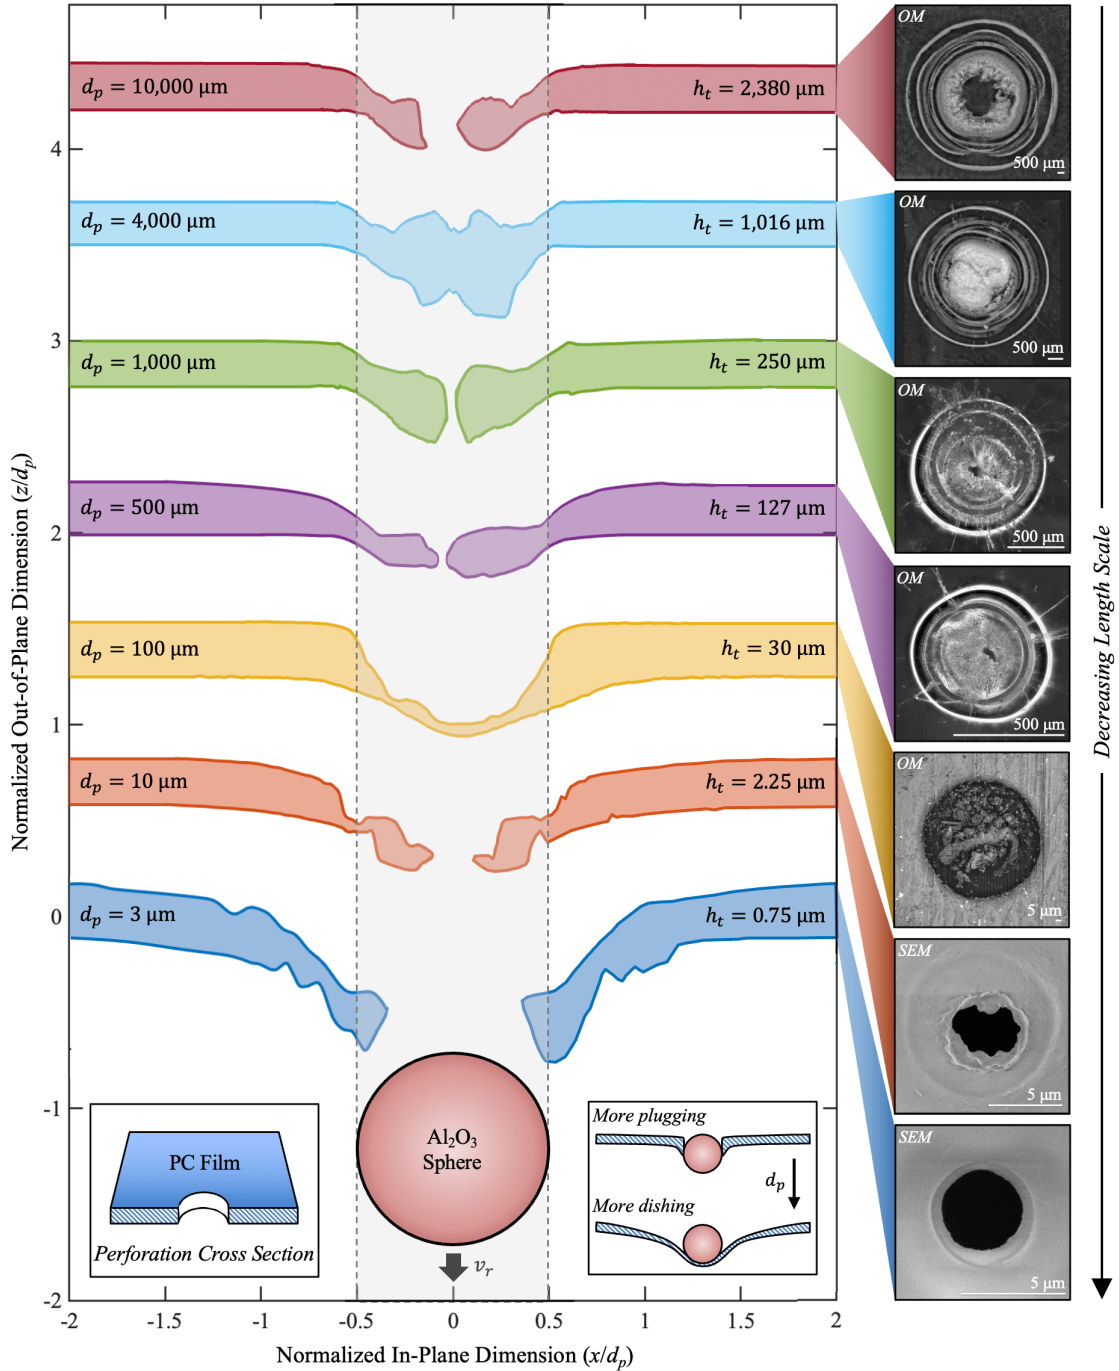 OM
d_p = 10,000 µm
h_t = 2,380 µm
500 µm
4
OM
d_p = 4,000 µm
h_t = 1,016 µm
500 µm
3
d_p = 1,000 µm
h_t = 250 µm
OM
500 µm
d_p = 500 µm
h_t = 127 µm
2
OM
500 µm
d_p = 100 µm
h_t = 30 µm
1
OM
5 µm
d_p = 10 µm
h_t = 2.25 µm
SEM
5 µm
0
d_p = 3 µm
h_t = 0.75 µm
SEM
5 µm
-1
Al₂O₃
Sphere
v_r
PC Film
Perforation Cross Section
More plugging
d_p
More dishing
-2
-2
-1.5
-1
-0.5
0
0.5
1
1.5
2
Normalized In-Plane Dimension (x/d_p)
Normalized Out-of-Plane Dimension (z/d_p)
Decreasing Length Scale